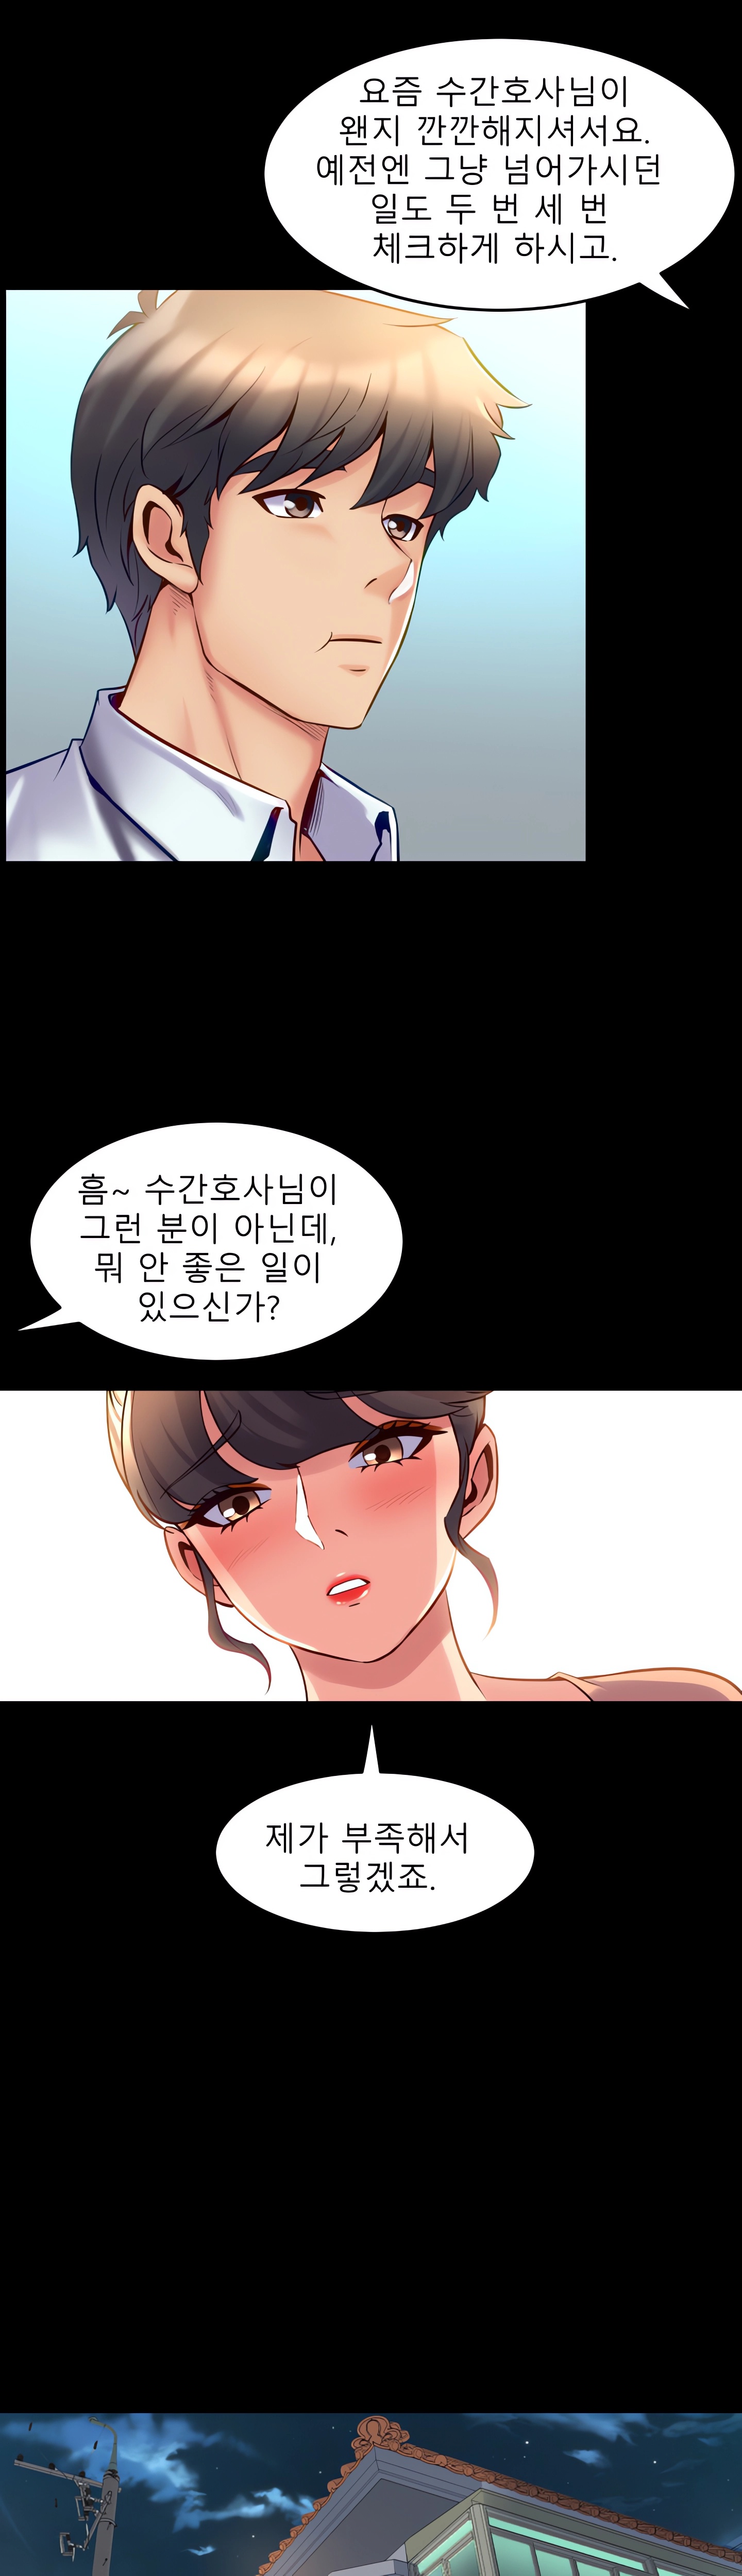 요즘 수간호사님이
왠지 깐깐해지셔서요.
예전엔 그냥 넘어가시던
일도 두 번 세 번
체크하게 하시고.
흠~ 수간호사님이
그런 분이 아닌데,
뭐 안 좋은 일이
있으신가?
제가 부족해서
그렇겠죠.